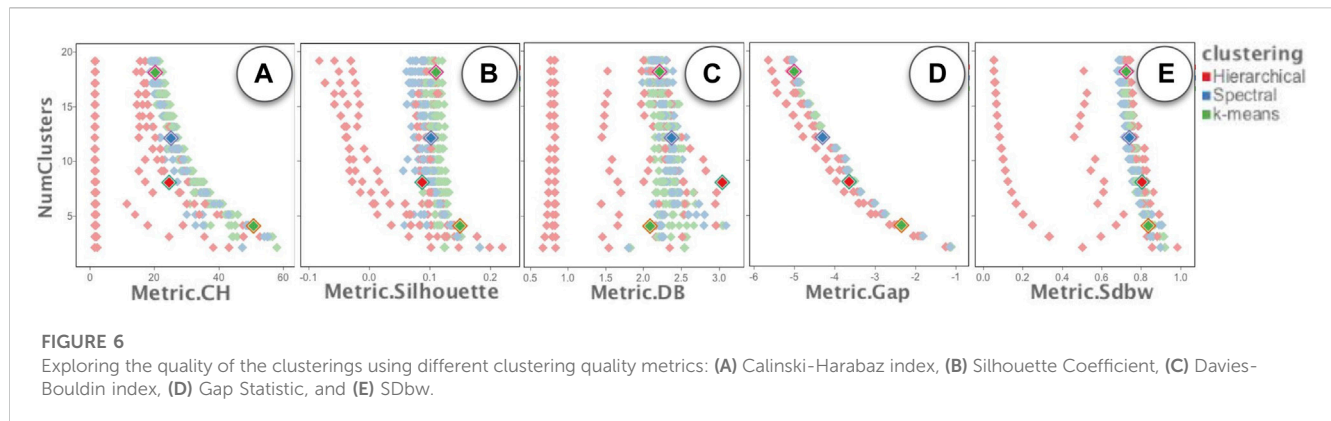 A
B
C
D
E
clustering
Hierarchical
Spectral
k-means
NumClusters
20
15
10
5
0 20 40 60
-0.1 0.0 0.1 0.2
0.5 1.0 1.5 2.0 2.5 3.0
-6 -5 -4 -3 -2 -1
0.0 0.2 0.4 0.6 0.8 1.0
Metric.CH
Metric.Silhouette
Metric.DB
Metric.Gap
Metric.Sdbw
FIGURE 6
Exploring the quality of the clusterings using different clustering quality metrics: (A) Calinski-Harabaz index, (B) Silhouette Coefficient, (C) Davies-
Bouldin index, (D) Gap Statistic, and (E) SDbw.